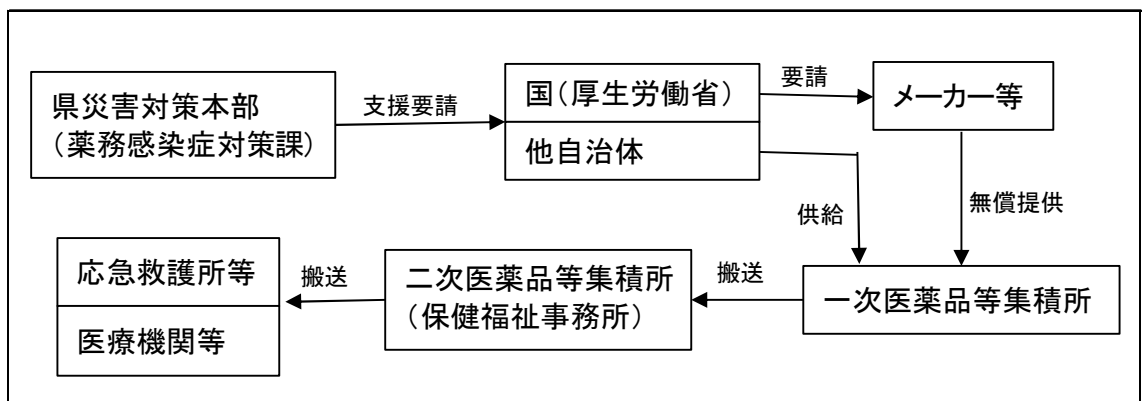 県災害対策本部
(薬務感染症対策課)
支援要請
国(厚生労働省)
他自治体
要請
メーカー等
供給
無償提供
一次医薬品等集積所
搬送
二次医薬品等集積所
(保健福祉事務所)
搬送
応急救護所等
医療機関等